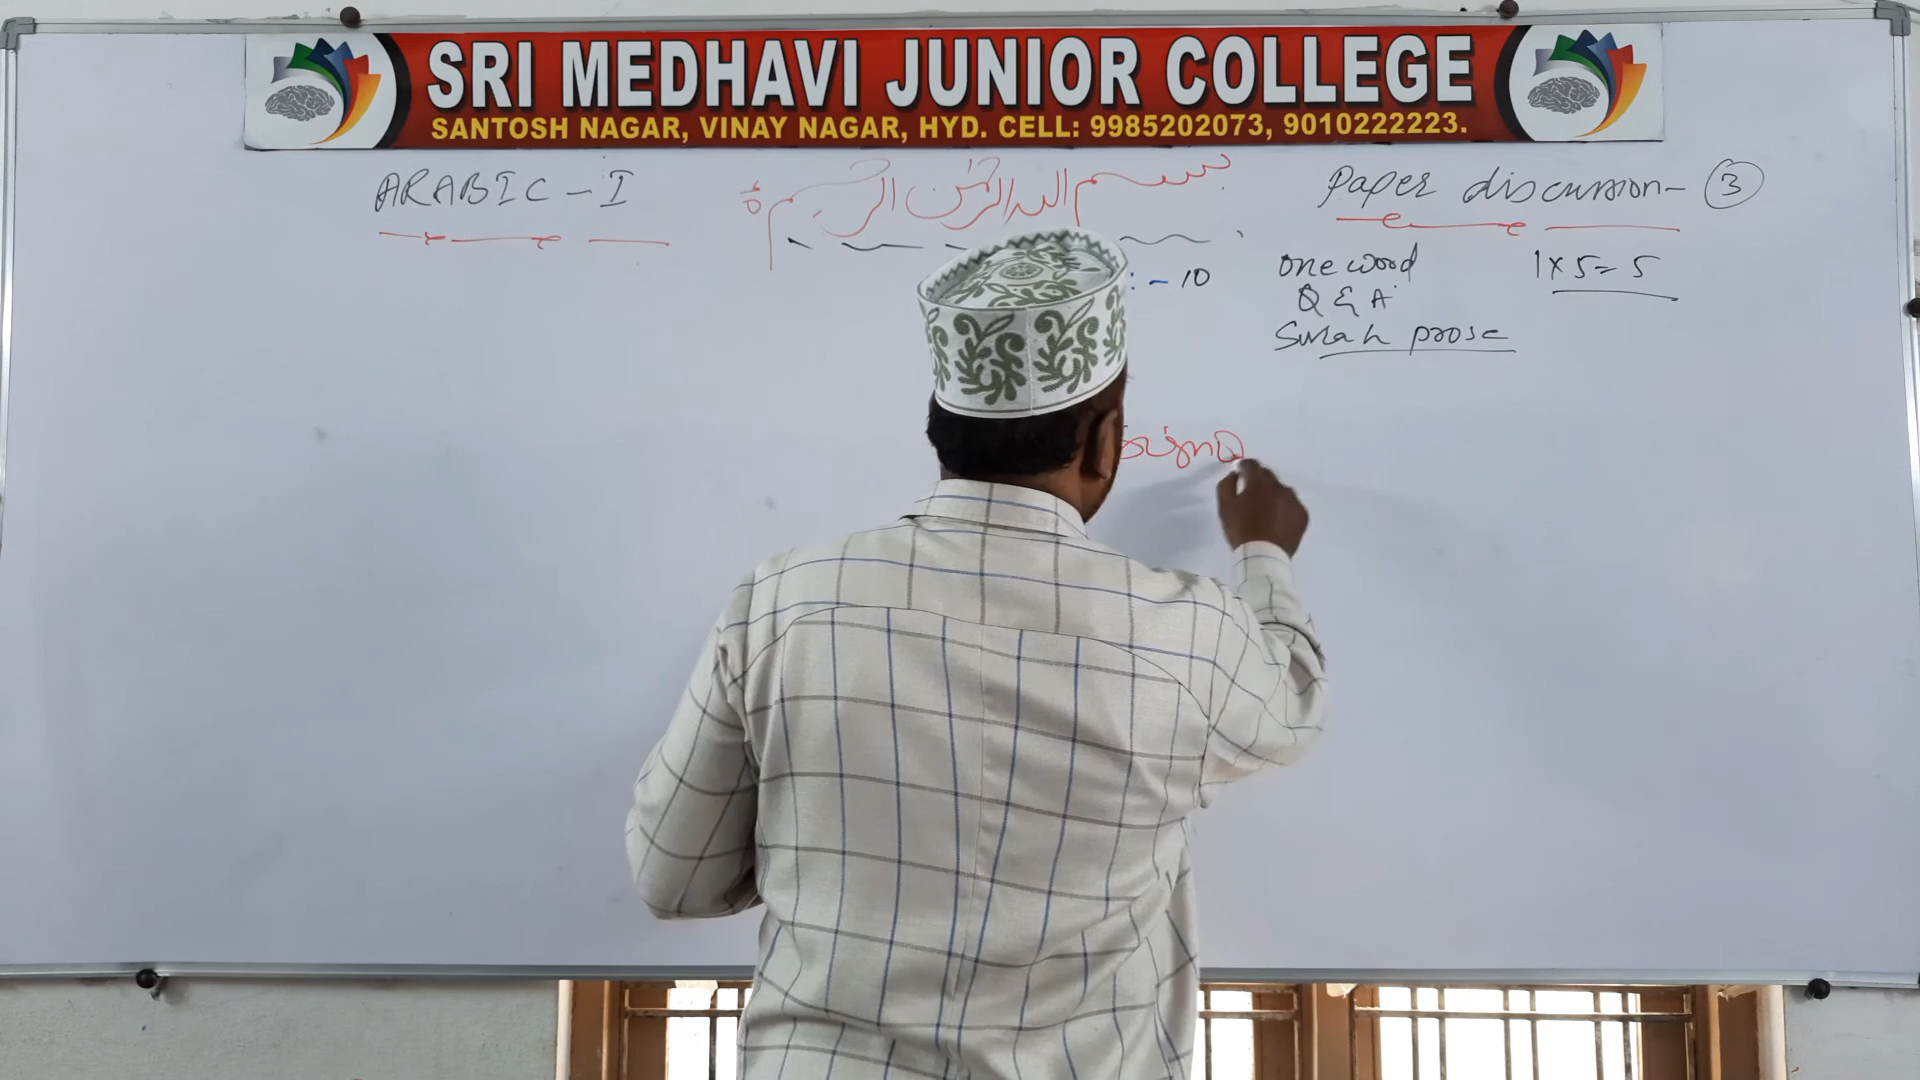 SRI MEDHAVI JUNIOR COLLEGE
SANTOSH NAGAR, VINAY NAGAR, HYD. CELL: 9985202073, 9010222223.
ARABIC - I
بسم الله الرحمن الرحيم
Paper discussion - 3
: - 10
One word
Q & A
Surah prose
1 x 5 = 5